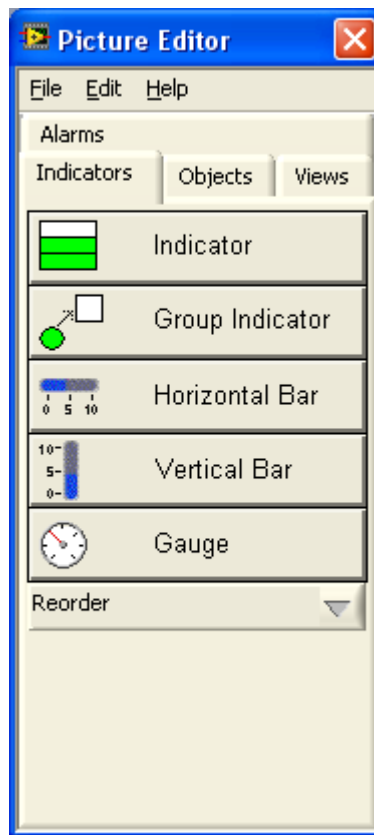 Picture Editor
File Edit Help
Alarms
Indicators Objects Views
Indicator
Group Indicator
Horizontal Bar
0 5 10
Vertical Bar
10-
5-
0-
Gauge
Reorder